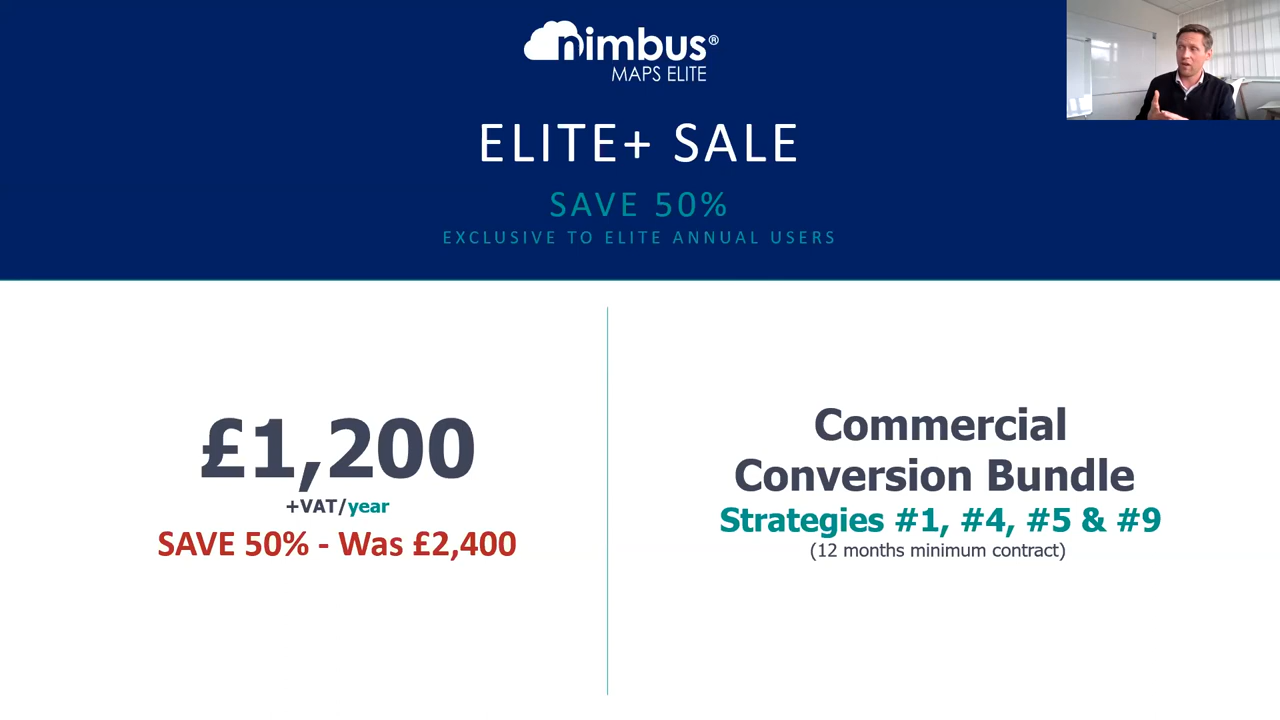 nimbus®
MAPS ELITE
ELITE+ SALE
SAVE 50%
EXCLUSIVE TO ELITE ANNUAL USERS
£1,200
+VAT/year
SAVE 50% - Was £2,400
Commercial
Conversion Bundle
Strategies #1, #4, #5 & #9
(12 months minimum contract)